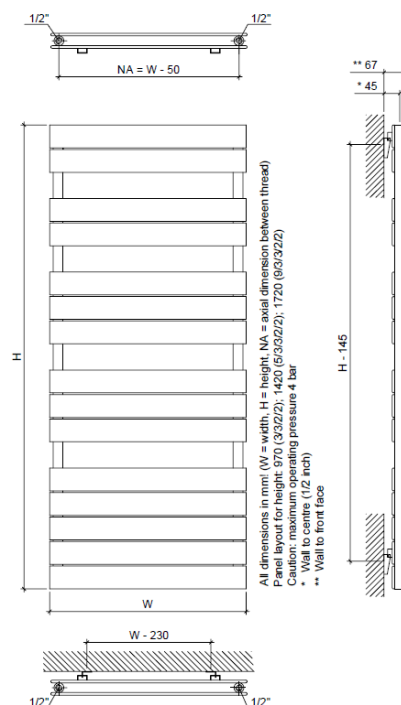 1/2"
1/2"
NA = W - 50
** 67
* 45
H
H - 145
All dimensions in mm! (W = width, H = height, NA = axial dimension between thread)
Panel layout for height: 970 (3/3/2/2); 1420 (5/3/3/2/2); 1720 (9/3/3/2/2)
Caution: maximum operating pressure 4 bar
* Wall to centre (1/2 inch)
** Wall to front face
W
W - 230
1/2"
1/2"